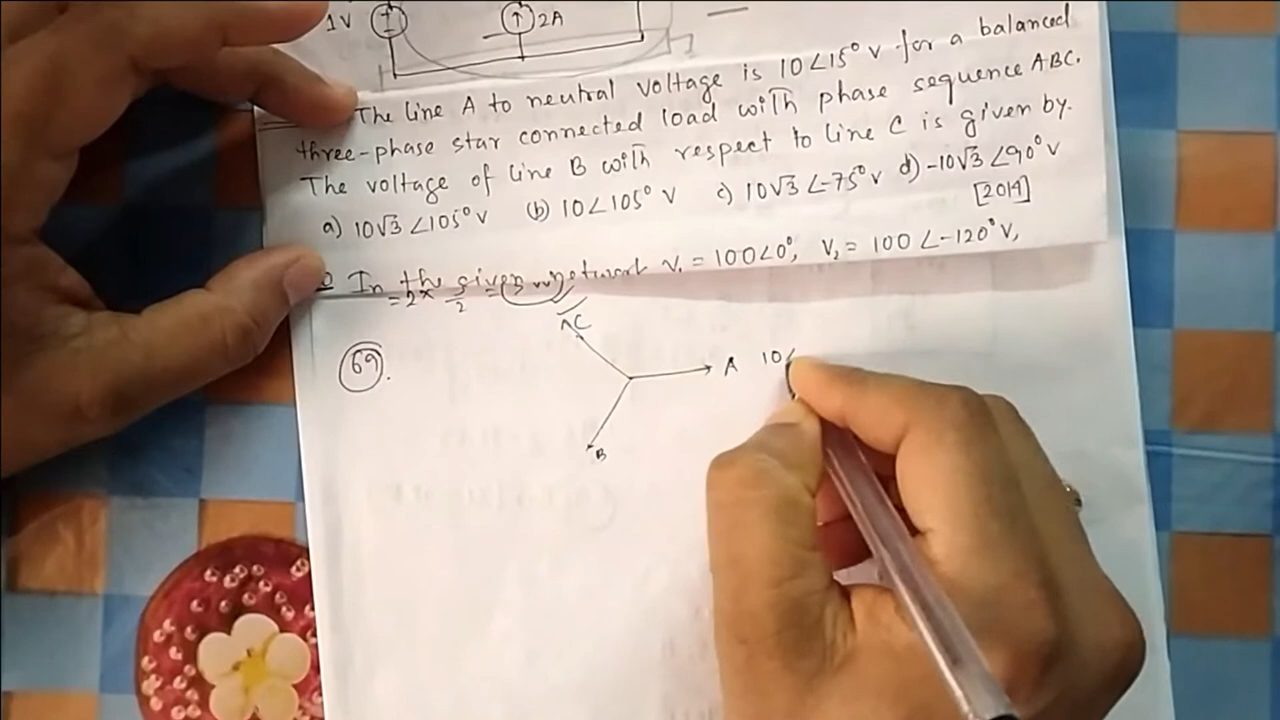 1V
2A
The line A to neutral voltage is 10∠15° V for a balanced
three-phase star connected load with phase sequence ABC.
The voltage of line B with respect to line C is given by.
a) 10√3 ∠105° V (b) 10∠105° V c) 10√3 ∠-75° V d) -10√3 ∠90° V
[2014]
In the given network V₁ = 100∠0°, V₂ = 100∠-120° V,
= 2 ×
2
69.
C
A 10∠
B